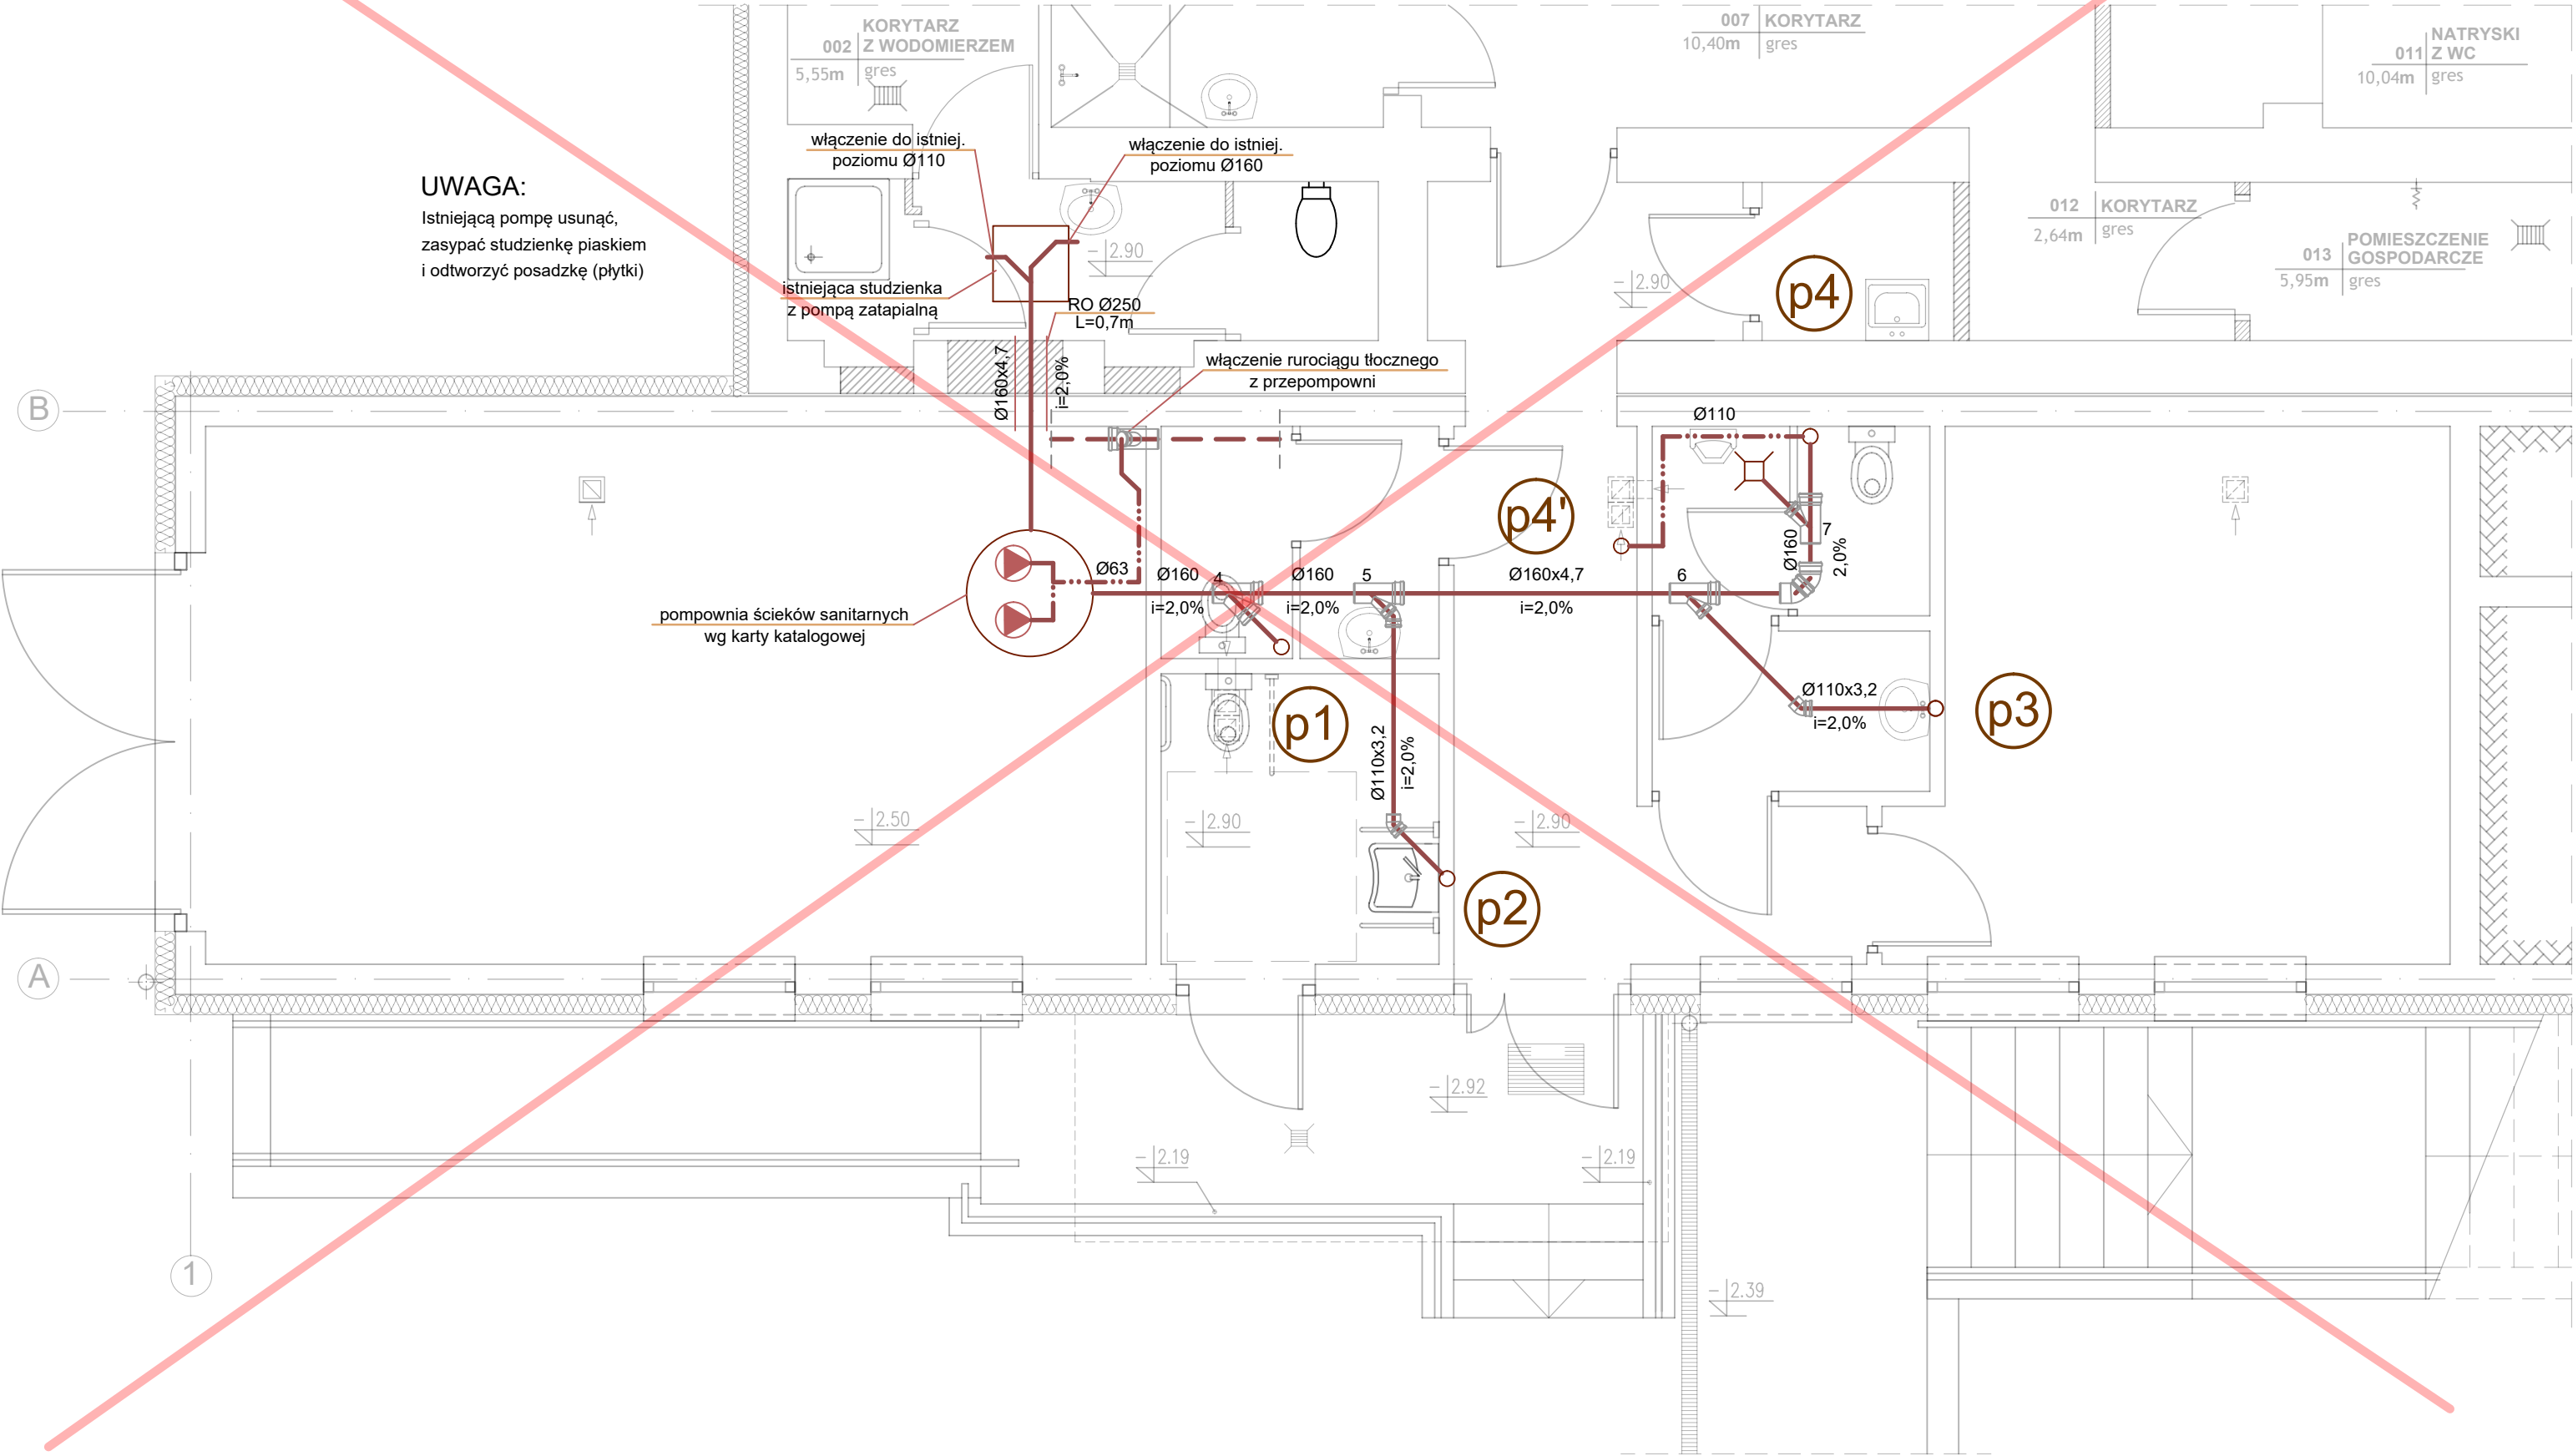 002 KORYTARZ
Z WODOMIERZEM
5,55m gres
007 KORYTARZ
10,40m gres
011 NATRYSKI
Z WC
10,04m gres
włączenie do istniej.
poziomu Ø110
włączenie do istniej.
poziomu Ø160
UWAGA:
Istniejącą pompę usunąć,
zasypać studzienkę piaskiem
i odtworzyć posadzkę (płytki)
012 KORYTARZ
2,64m gres
013 POMIESZCZENIE
GOSPODARCZE
5,95m gres
- 2.90
- 2.90
p4
istniejąca studzienka
z pompą zatapialną
RO Ø250
L=0,7m
Ø160x4,7
i=2,0%
włączenie rurociągu tłocznego
z przepompowni
B
Ø110
p4'
7
Ø160
2,0%
Ø63
Ø160
4
Ø160
5
Ø160x4,7
6
i=2,0%
i=2,0%
i=2,0%
pompownia ścieków sanitarnych
wg karty katalogowej
p1
Ø110x3,2
i=2,0%
p3
Ø110x3,2
i=2,0%
- 2.50
- 2.90
- 2.90
p2
A
- 2.92
- 2.19
- 2.19
1
- 2.39